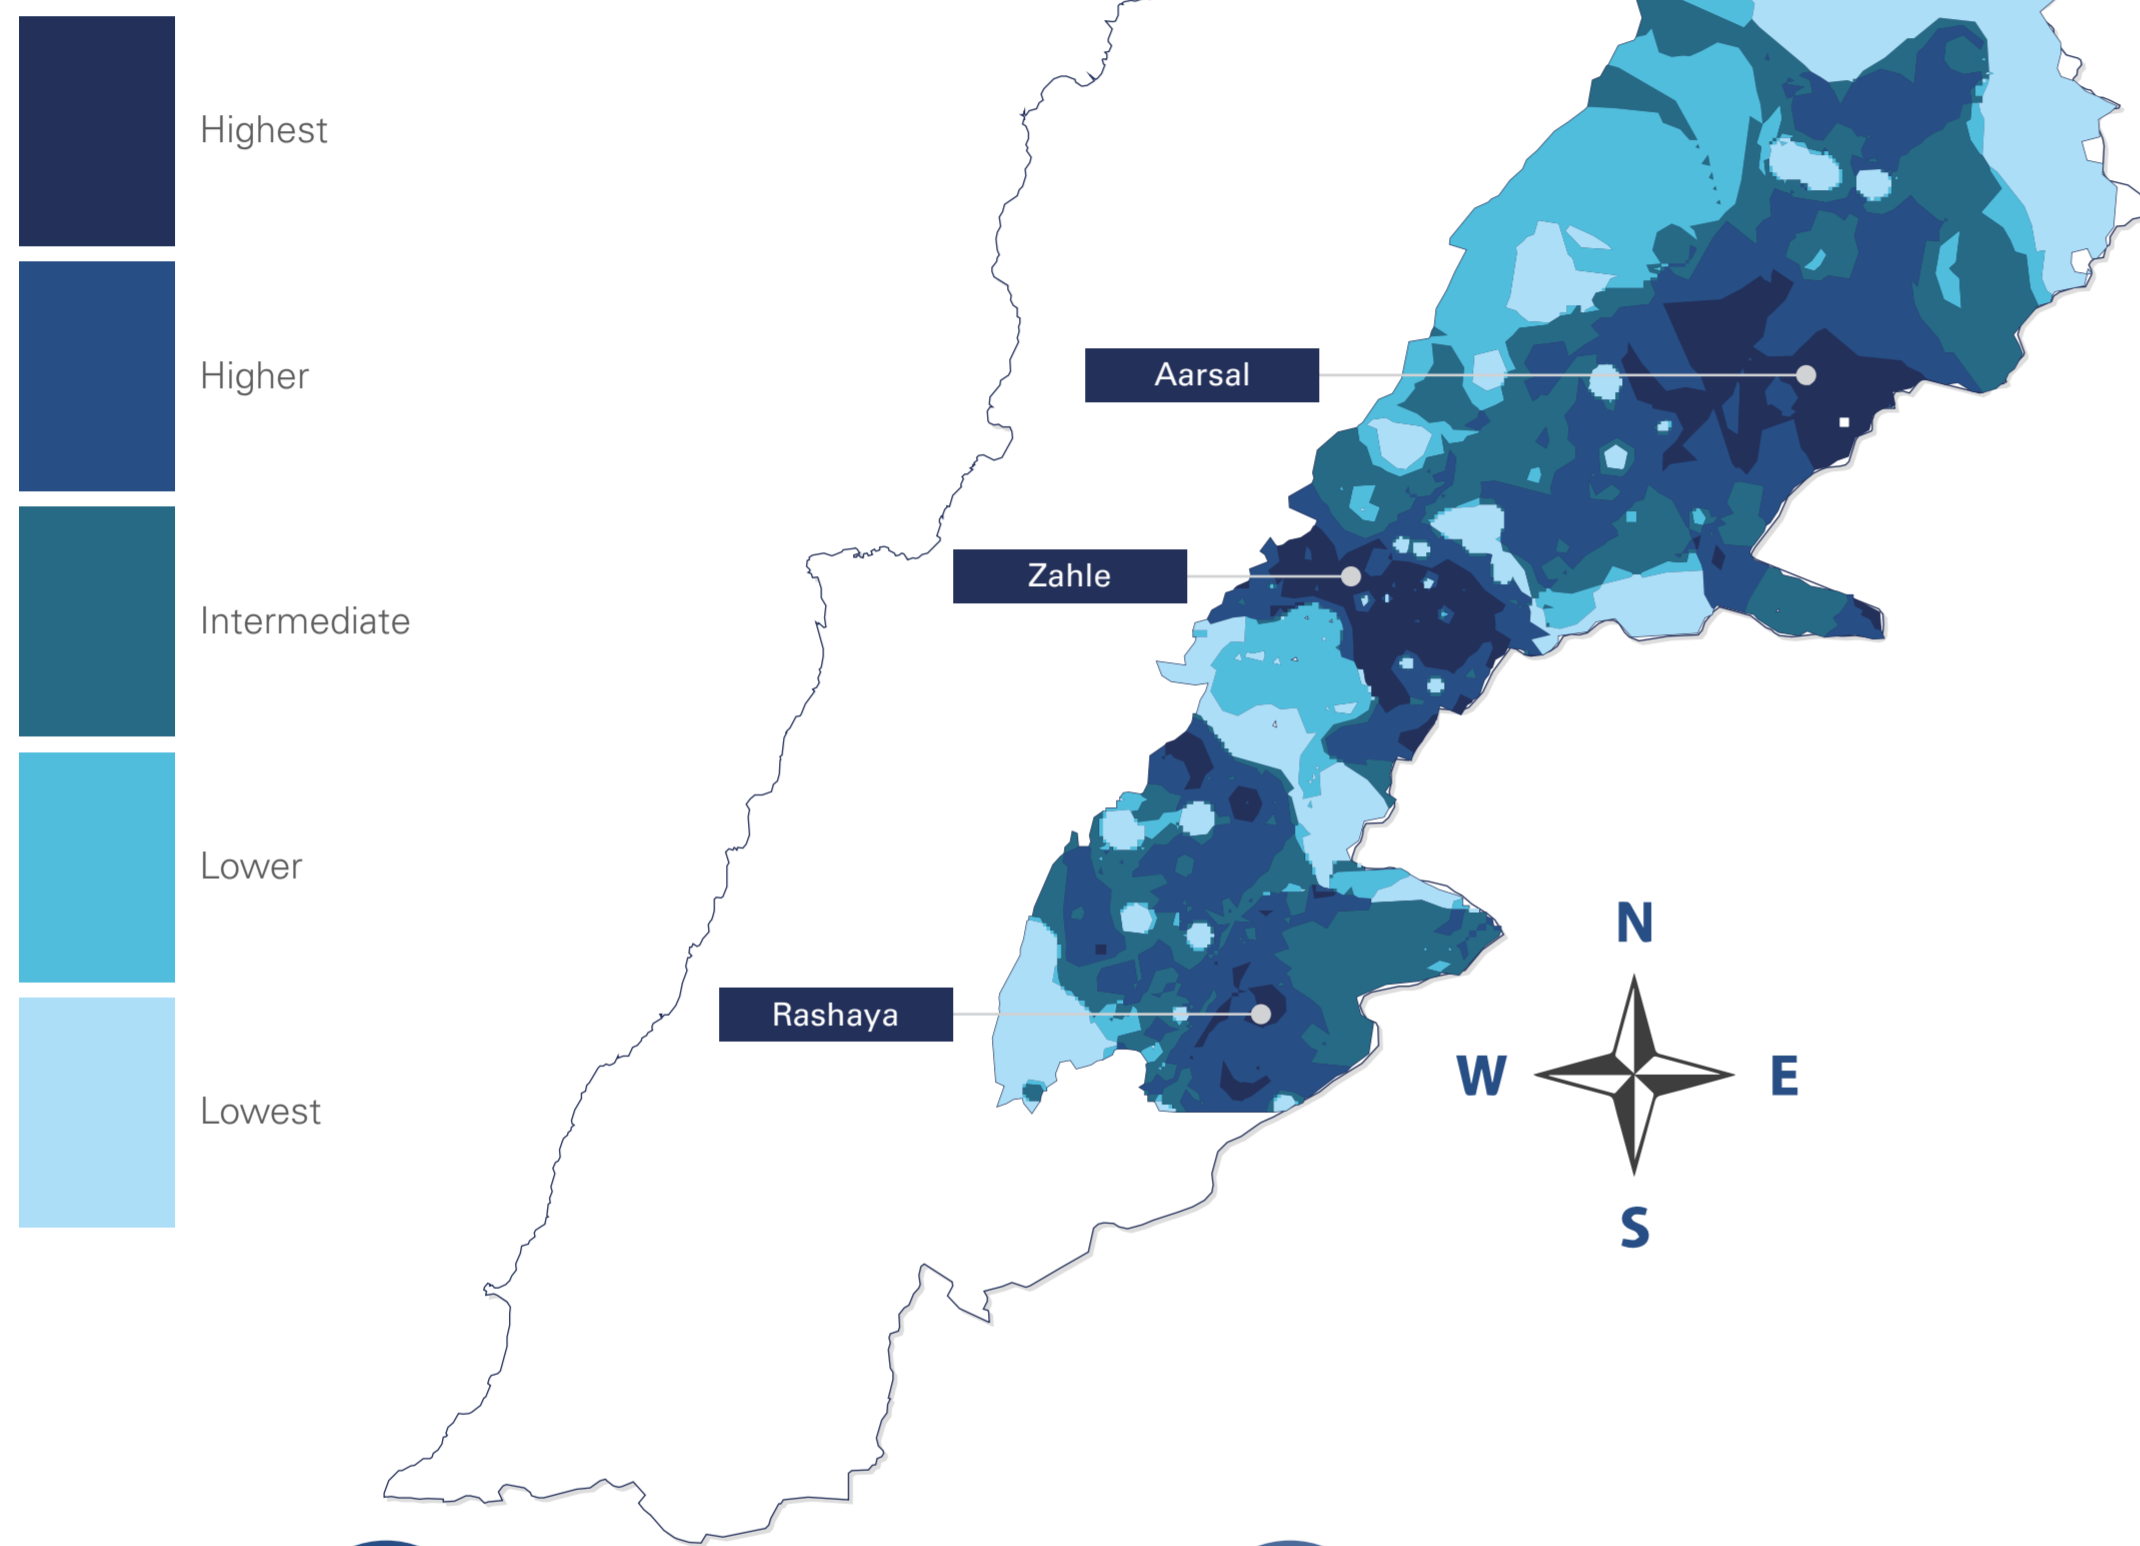 Highest
Higher
Intermediate
Lower
Lowest
Aarsal
Zahle
Rashaya
N
W
E
S